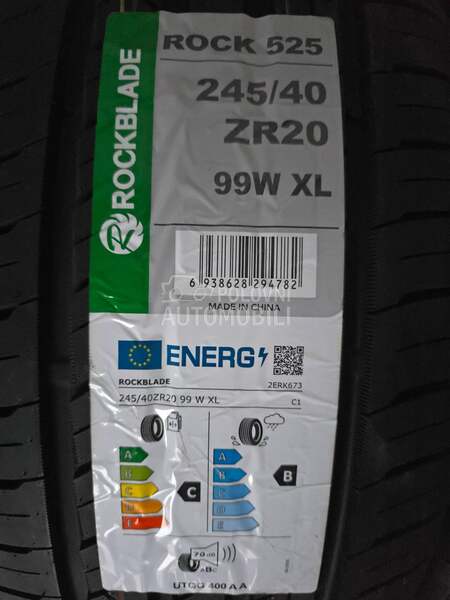 ROCKBLADE
ROCK 525
245/40
ZR20
99W XL
6 938628 294782
POLOVNI
AUTOMOBILI
MADE IN CHINA
ENERG
ROCKBLADE
2ERK673
245/40ZR20 99 W XL
C1
A
B
C
D
E
C
A
B
C
D
E
B
70 dB
ABC
UTQG 400 A A